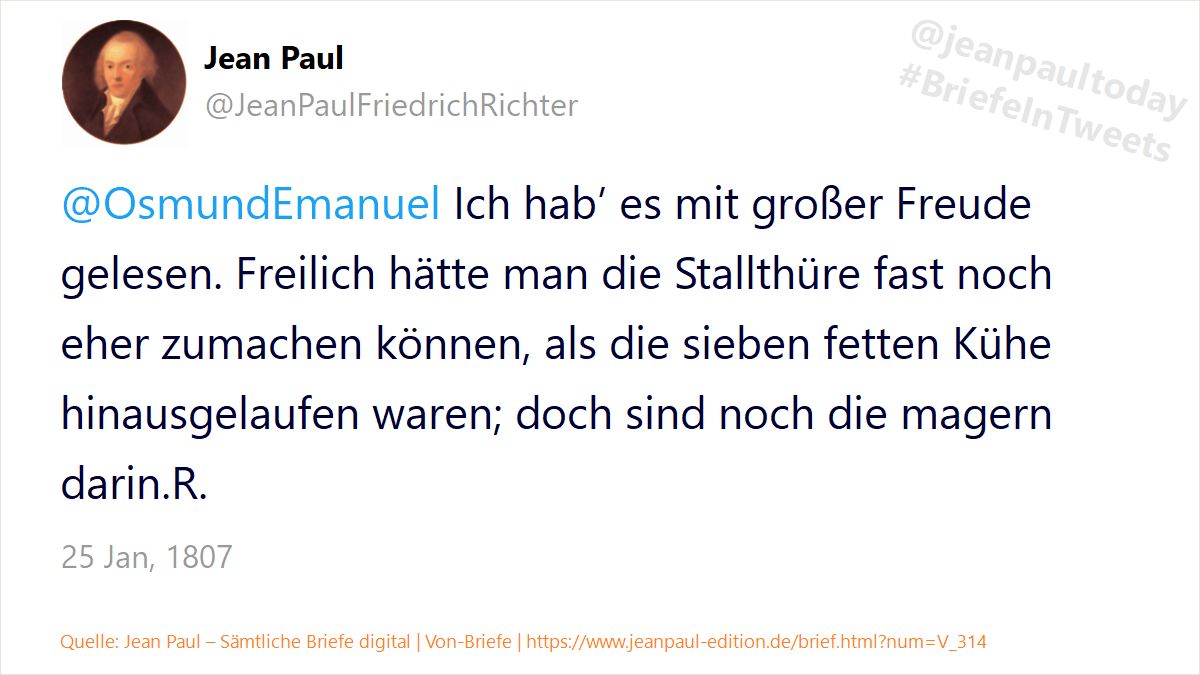 Jean Paul
@JeanPaulFriedrichRichter
@jeanpaultoday
#BriefeInTweets
@OsmundEmanuel Ich hab’ es mit großer Freude
gelesen. Freilich hätte man die Stallthüre fast noch
eher zumachen können, als die sieben fetten Kühe
hinausgelaufen waren; doch sind noch die magern
darin.R.
25 Jan, 1807
Quelle: Jean Paul – Sämtliche Briefe digital | Von-Briefe | https://www.jeanpaul-edition.de/brief.html?num=V_314